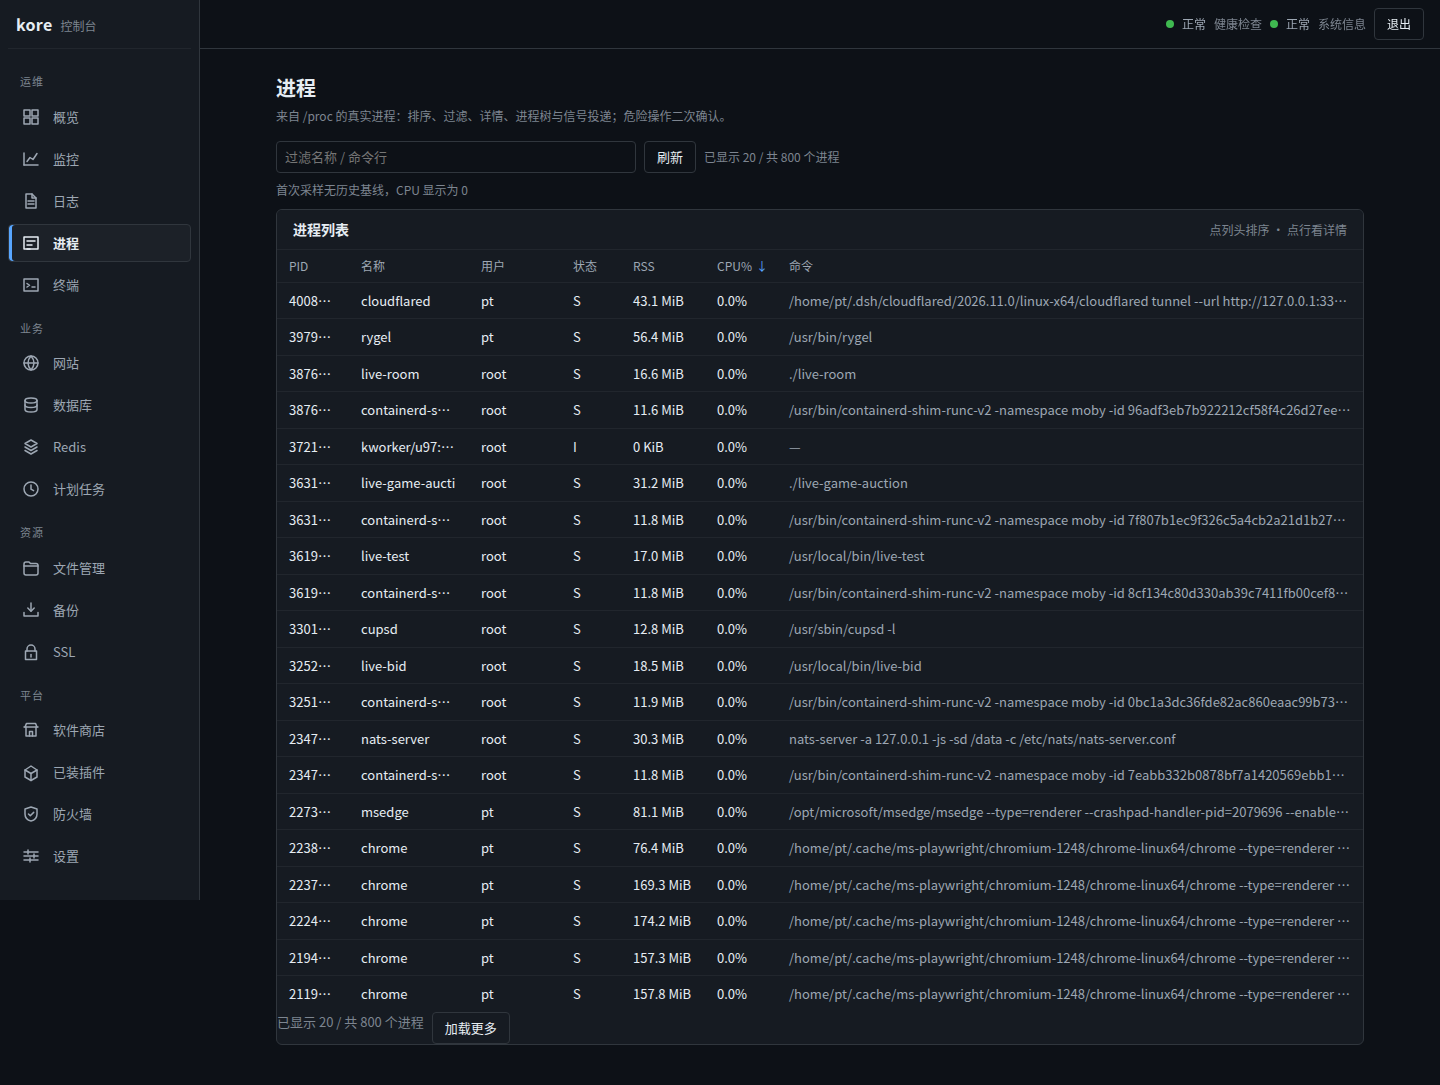 kore 控制台
正常 健康检查 正常 系统信息 退出
运维
概览
监控
日志
进程
终端
业务
网站
数据库
Redis
计划任务
资源
文件管理
备份
SSL
平台
软件商店
已装插件
防火墙
设置
进程
来自 /proc 的真实进程：排序、过滤、详情、进程树与信号投递；危险操作二次确认。
过滤名称 / 命令行 刷新 已显示 20 / 共 800 个进程
首次采样无历史基线，CPU 显示为 0
进程列表 点列头排序 · 点行看详情
PID 名称 用户 状态 RSS CPU% ↓ 命令
4008… cloudflared pt S 43.1 MiB 0.0% /home/pt/.dsh/cloudflared/2026.11.0/linux-x64/cloudflared tunnel --url http://127.0.0.1:33…
3979… rygel pt S 56.4 MiB 0.0% /usr/bin/rygel
3876… live-room root S 16.6 MiB 0.0% ./live-room
3876… containerd-s… root S 11.6 MiB 0.0% /usr/bin/containerd-shim-runc-v2 -namespace moby -id 96adf3eb7b922212cf58f4c26d27ee…
3721… kworker/u97:… root I 0 KiB 0.0% —
3631… live-game-aucti root S 31.2 MiB 0.0% ./live-game-auction
3631… containerd-s… root S 11.8 MiB 0.0% /usr/bin/containerd-shim-runc-v2 -namespace moby -id 7f807b1ec9f326c5a4cb2a21d1b27…
3619… live-test root S 17.0 MiB 0.0% /usr/local/bin/live-test
3619… containerd-s… root S 11.8 MiB 0.0% /usr/bin/containerd-shim-runc-v2 -namespace moby -id 8cf134c80d330ab39c7411fb00cef8…
3301… cupsd root S 12.8 MiB 0.0% /usr/sbin/cupsd -l
3252… live-bid root S 18.5 MiB 0.0% /usr/local/bin/live-bid
3251… containerd-s… root S 11.9 MiB 0.0% /usr/bin/containerd-shim-runc-v2 -namespace moby -id 0bc1a3dc36fde82ac860eaac99b73…
2347… nats-server root S 30.3 MiB 0.0% nats-server -a 127.0.0.1 -js -sd /data -c /etc/nats/nats-server.conf
2347… containerd-s… root S 11.8 MiB 0.0% /usr/bin/containerd-shim-runc-v2 -namespace moby -id 7eabb332b0878bf7a1420569ebb1…
2273… msedge pt S 81.1 MiB 0.0% /opt/microsoft/msedge/msedge --type=renderer --crashpad-handler-pid=2079696 --enable…
2238… chrome pt S 76.4 MiB 0.0% /home/pt/.cache/ms-playwright/chromium-1248/chrome-linux64/chrome --type=renderer …
2237… chrome pt S 169.3 MiB 0.0% /home/pt/.cache/ms-playwright/chromium-1248/chrome-linux64/chrome --type=renderer …
2224… chrome pt S 174.2 MiB 0.0% /home/pt/.cache/ms-playwright/chromium-1248/chrome-linux64/chrome --type=renderer …
2194… chrome pt S 157.3 MiB 0.0% /home/pt/.cache/ms-playwright/chromium-1248/chrome-linux64/chrome --type=renderer …
2119… chrome pt S 157.8 MiB 0.0% /home/pt/.cache/ms-playwright/chromium-1248/chrome-linux64/chrome --type=renderer …
已显示 20 / 共 800 个进程 加载更多